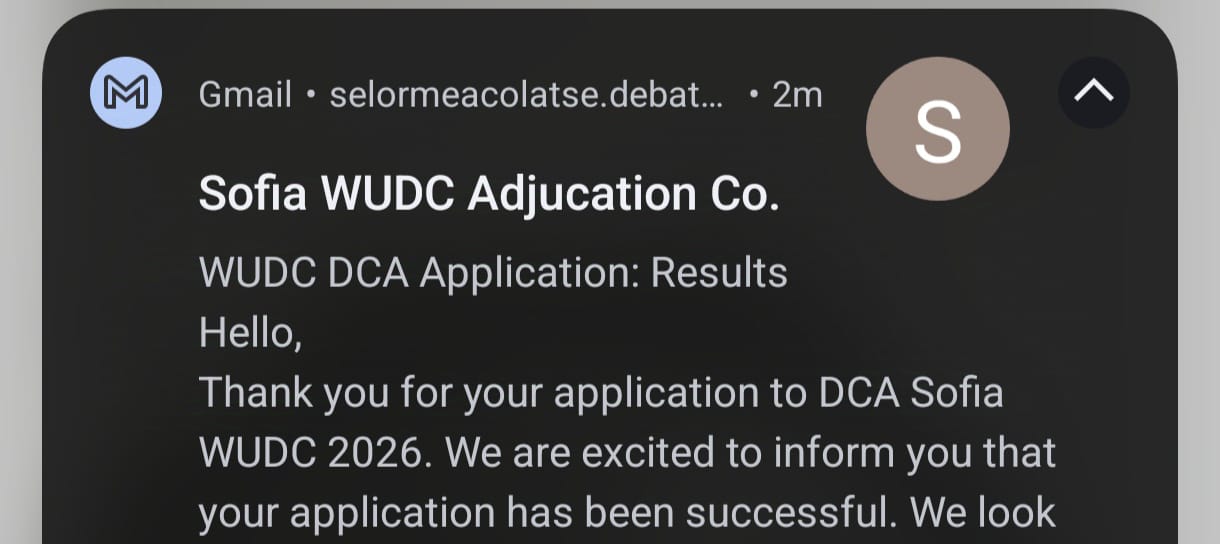 Gmail • selormeacolatse.debat... • 2m
S
Sofia WUDC Adjucation Co.
WUDC DCA Application: Results
Hello,
Thank you for your application to DCA Sofia
WUDC 2026. We are excited to inform you that
your application has been successful. We look